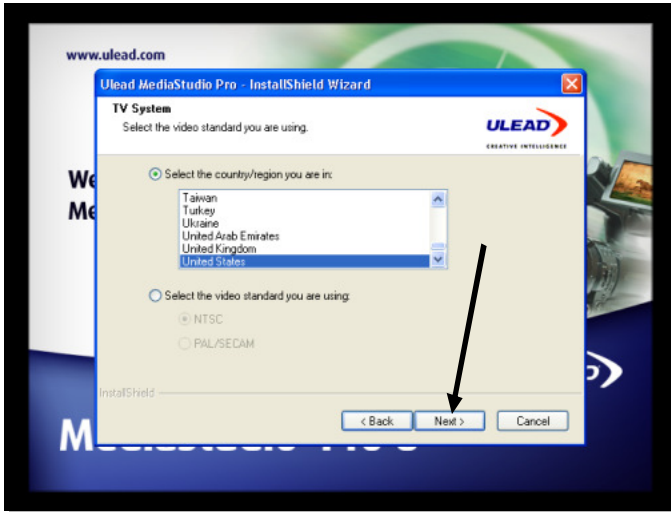 www.ulead.com
Ulead MediaStudio Pro - InstallShield Wizard
TV System
Select the video standard you are using.
ULEAD
CREATIVE INTELLIGENCE
We
Me
Select the country/region you are in:
Taiwan
Turkey
Ukraine
United Arab Emirates
United Kingdom
United States
Select the video standard you are using:
NTSC
PAL/SECAM
InstallShield
< Back
Next >
Cancel